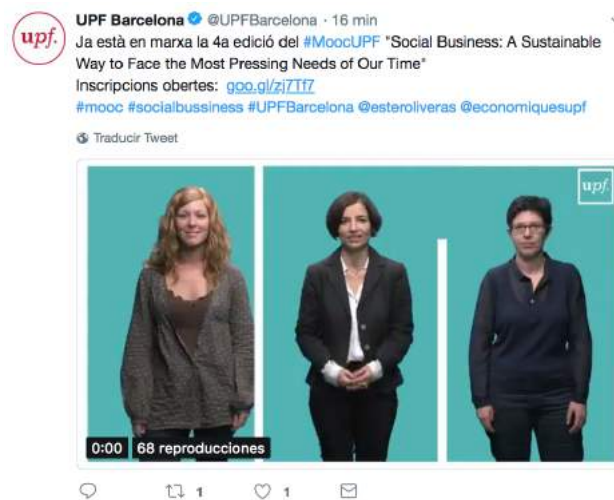 upf.
UPF Barcelona @UPFBarcelona · 16 min
Ja està en marxa la 4a edició del #MoocUPF "Social Business: A Sustainable
Way to Face the Most Pressing Needs of Our Time"
Inscripcions obertes: goo.gl/zj7Tf7
#mooc #socialbussiness #UPFBarcelona @esteroliveras @economiquesupf
Traducir Tweet
upf.
0:00 68 reproducciones
1 1